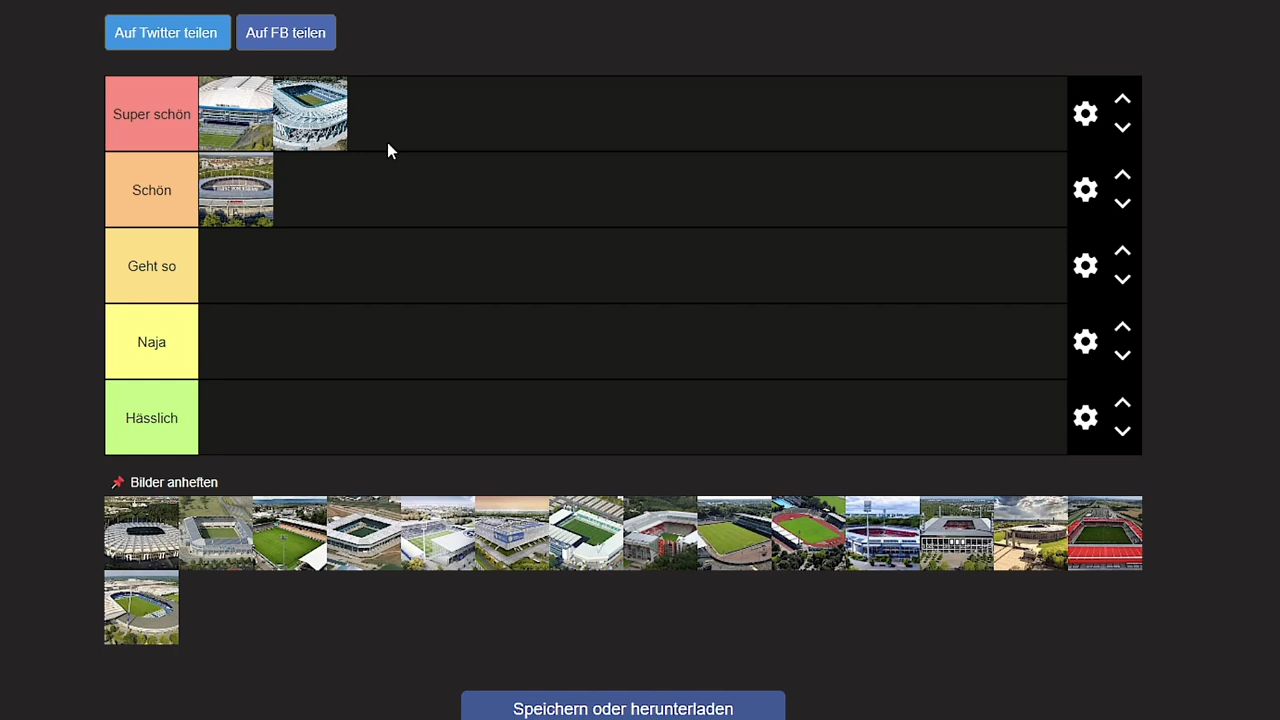 Auf Twitter teilen
Auf FB teilen
Super schön
Schön
Geht so
Naja
Hässlich
Bilder anheften
Speichern oder herunterladen